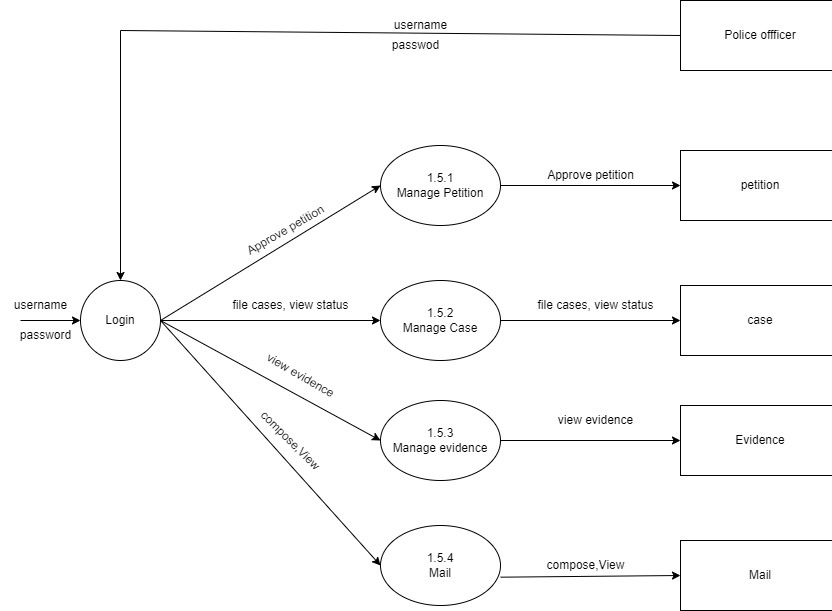 username
Police offficer
passwod
1.5.1
Manage Petition
Approve petition
petition
Approve petition
username
password
Login
file cases, view status
1.5.2
Manage Case
file cases, view status
case
view evidence
1.5.3
Manage evidence
view evidence
Evidence
compose,View
1.5.4
Mail
compose,View
Mail